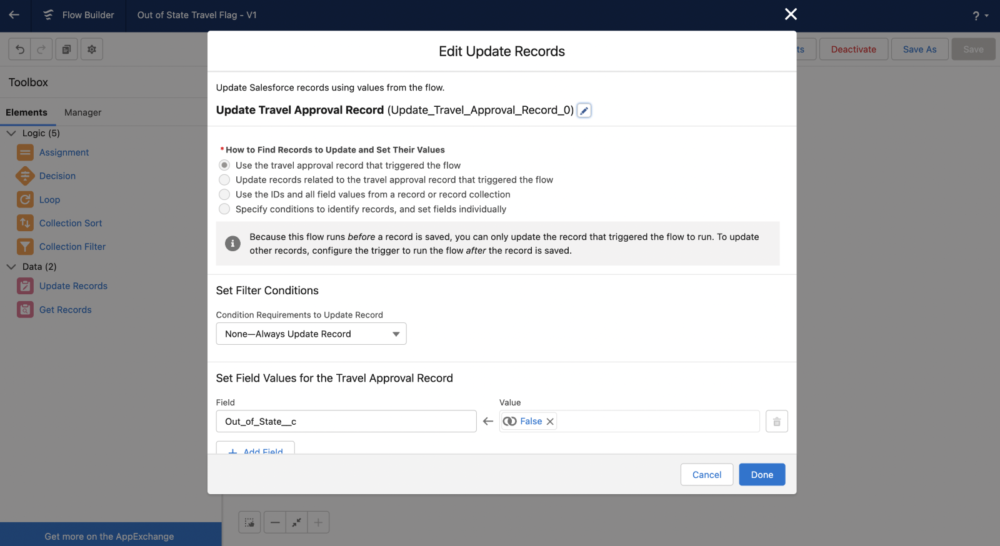 Flow Builder
Out of State Travel Flag - V1
?
ts
Deactivate
Save As
Save
Toolbox
Elements
Manager
Logic (5)
Assignment
Decision
Loop
Collection Sort
Collection Filter
Data (2)
Update Records
Get Records
Get more on the AppExchange
Edit Update Records
Update Salesforce records using values from the flow.
Update Travel Approval Record (Update_Travel_Approval_Record_0)
* How to Find Records to Update and Set Their Values
Use the travel approval record that triggered the flow
Update records related to the travel approval record that triggered the flow
Use the IDs and all field values from a record or record collection
Specify conditions to identify records, and set fields individually
Because this flow runs before a record is saved, you can only update the record that triggered the flow to run. To update
other records, configure the trigger to run the flow after the record is saved.
Set Filter Conditions
Condition Requirements to Update Record
None—Always Update Record
Set Field Values for the Travel Approval Record
Field
Value
Out_of_State__c
False
Add Field
Cancel
Done